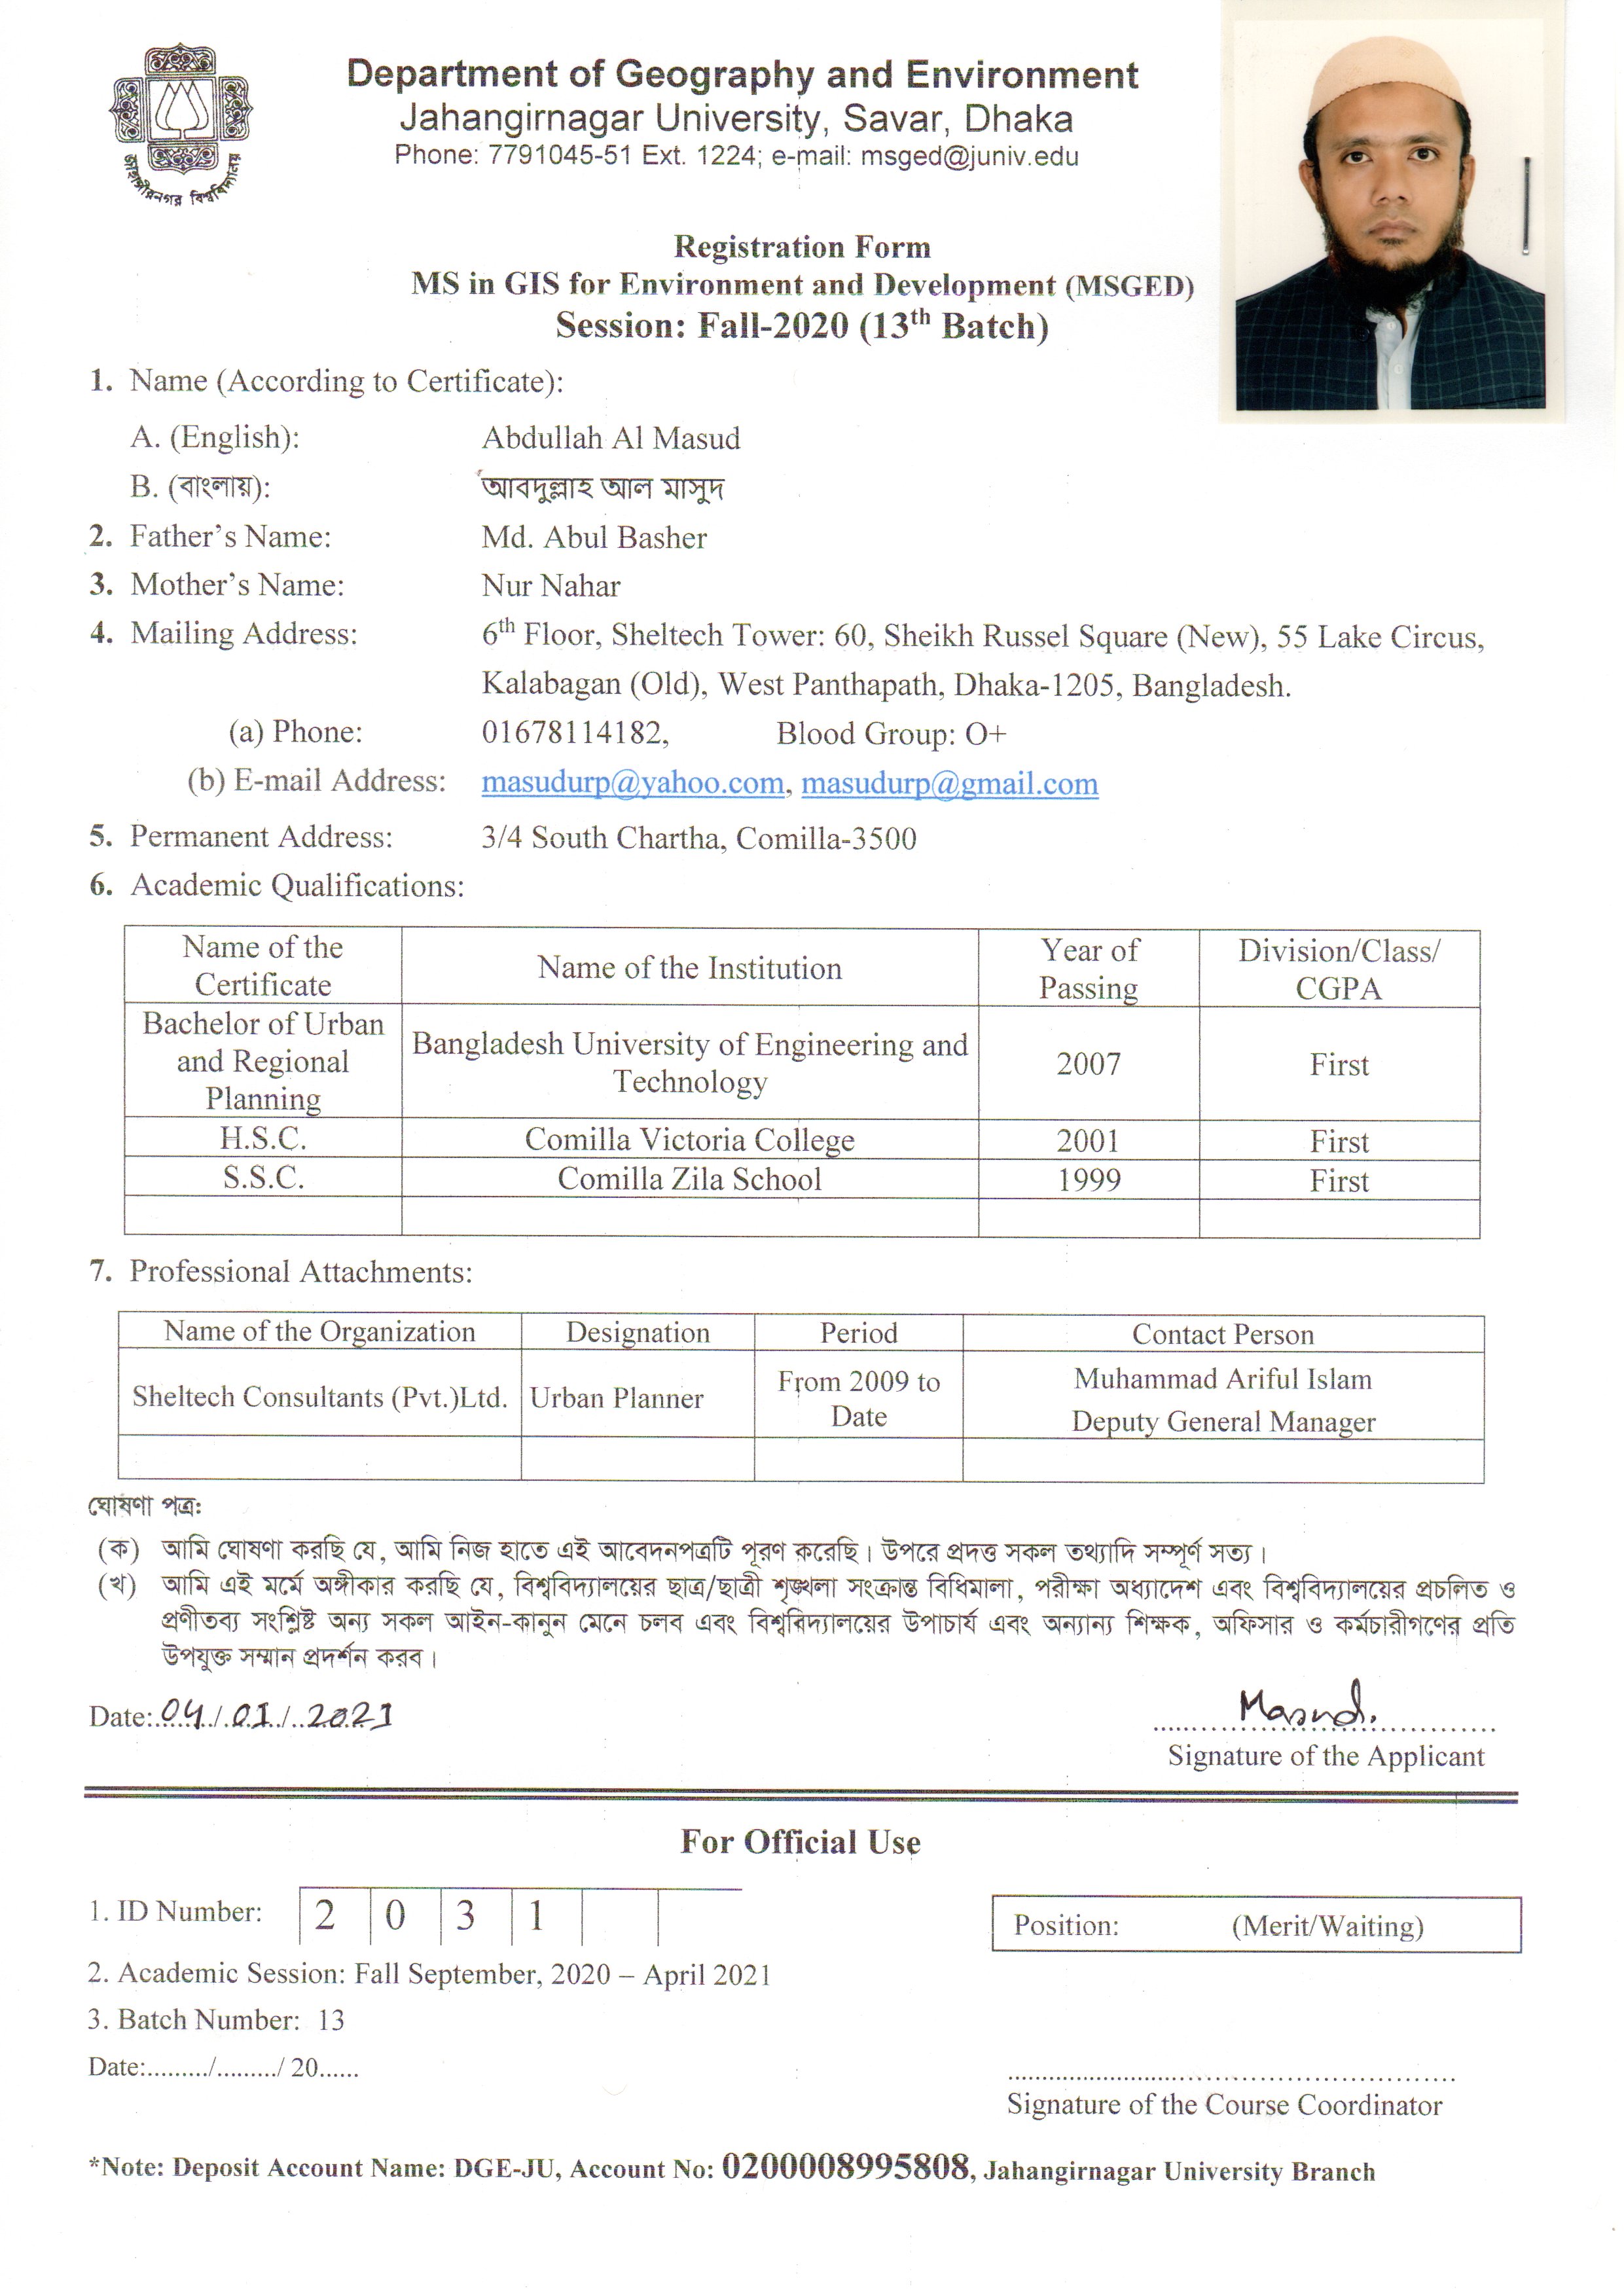 জাহাঙ্গীরনগর বিশ্ববিদ্যালয়
Department of Geography and Environment
Jahangirnagar University, Savar, Dhaka
Phone: 7791045-51 Ext. 1224; e-mail: msged@juniv.edu
Registration Form
MS in GIS for Environment and Development (MSGED)
Session: Fall-2020 (13th Batch)
1. Name (According to Certificate):
A. (English): Abdullah Al Masud
B. (বাংলায়): আবদুল্লাহ আল মাসুদ
2. Father's Name: Md. Abul Basher
3. Mother's Name: Nur Nahar
4. Mailing Address: 6th Floor, Sheltech Tower: 60, Sheikh Russel Square (New), 55 Lake Circus,
Kalabagan (Old), West Panthapath, Dhaka-1205, Bangladesh.
(a) Phone: 01678114182, Blood Group: O+
(b) E-mail Address: masudurp@yahoo.com, masudurp@gmail.com
5. Permanent Address: 3/4 South Chartha, Comilla-3500
6. Academic Qualifications:
Name of the Certificate Name of the Institution Year of Passing Division/Class/ CGPA
Bachelor of Urban and Regional Planning Bangladesh University of Engineering and Technology 2007 First
H.S.C. Comilla Victoria College 2001 First
S.S.C. Comilla Zila School 1999 First
7. Professional Attachments:
Name of the Organization Designation Period Contact Person
Sheltech Consultants (Pvt.)Ltd. Urban Planner From 2009 to Date Muhammad Ariful Islam Deputy General Manager
ঘোষণা পত্র:
(ক) আমি ঘোষণা করছি যে, আমি নিজ হাতে এই আবেদনপত্রটি পূরণ করেছি। উপরে প্রদত্ত সকল তথ্যাদি সম্পূর্ণ সত্য।
(খ) আমি এই মর্মে অঙ্গীকার করছি যে, বিশ্ববিদ্যালয়ের ছাত্র/ছাত্রী শৃঙ্খলা সংক্রান্ত বিধিমালা, পরীক্ষা অধ্যাদেশ এবং বিশ্ববিদ্যালয়ের প্রচলিত ও
প্রণীতব্য সংশ্লিষ্ট অন্য সকল আইন-কানুন মেনে চলব এবং বিশ্ববিদ্যালয়ের উপাচার্য এবং অন্যান্য শিক্ষক, অফিসার ও কর্মচারীগণের প্রতি
উপযুক্ত সম্মান প্রদর্শন করব।
Date:04/01/2021 Masud.
Signature of the Applicant
For Official Use
1. ID Number: 2 0 3 1 Position: (Merit/Waiting)
2. Academic Session: Fall September, 2020 – April 2021
3. Batch Number: 13
Date:........./........./ 20......
Signature of the Course Coordinator
*Note: Deposit Account Name: DGE-JU, Account No: 0200008995808, Jahangirnagar University Branch